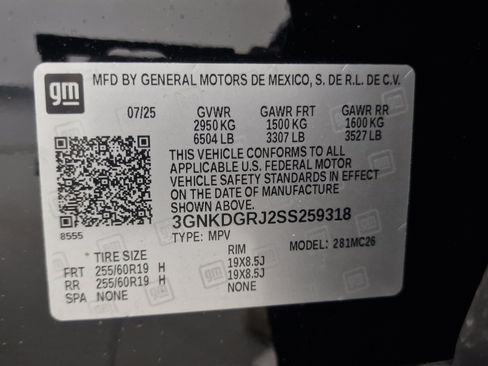 gm
MFD BY GENERAL MOTORS DE MEXICO, S. DE R.L. DE C.V.
07/25 GVWR GAWR FRT GAWR RR
2950 KG 1500 KG 1600 KG
6504 LB 3307 LB 3527 LB
THIS VEHICLE CONFORMS TO ALL
APPLICABLE U.S. FEDERAL MOTOR
VEHICLE SAFETY STANDARDS IN EFFECT
ON THE DATE OF MANUFACTURE
SHOWN ABOVE.
3GNKDGRJ2SS259318
8555 TYPE: MPV MODEL: 281MC26
TIRE SIZE RIM
FRT 255/60R19 H 19X8.5J
RR 255/60R19 H 19X8.5J
SPA NONE NONE